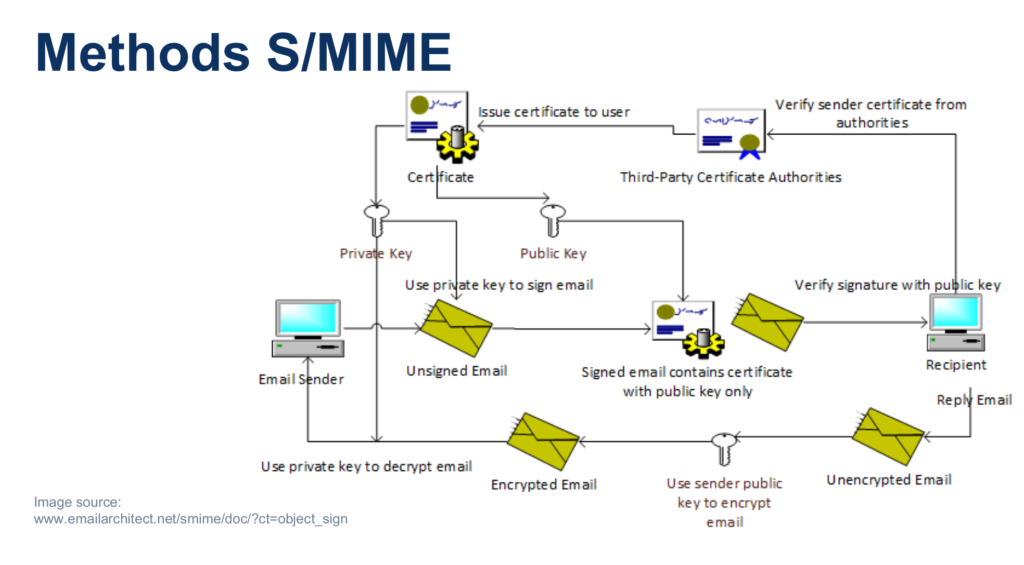 Methods S/MIME
Issue certificate to user
Verify sender certificate from
authorities
Certificate
Third-Party Certificate Authorities
Private Key
Public Key
Use private key to sign email
Verify signature with public key
Email Sender
Unsigned Email
Signed email contains certificate
with public key only
Recipient
Reply Email
Use private key to decrypt email
Encrypted Email
Use sender public
key to encrypt
email
Unencrypted Email
Image source:
www.emailarchitect.net/smime/doc/?ct=object_sign